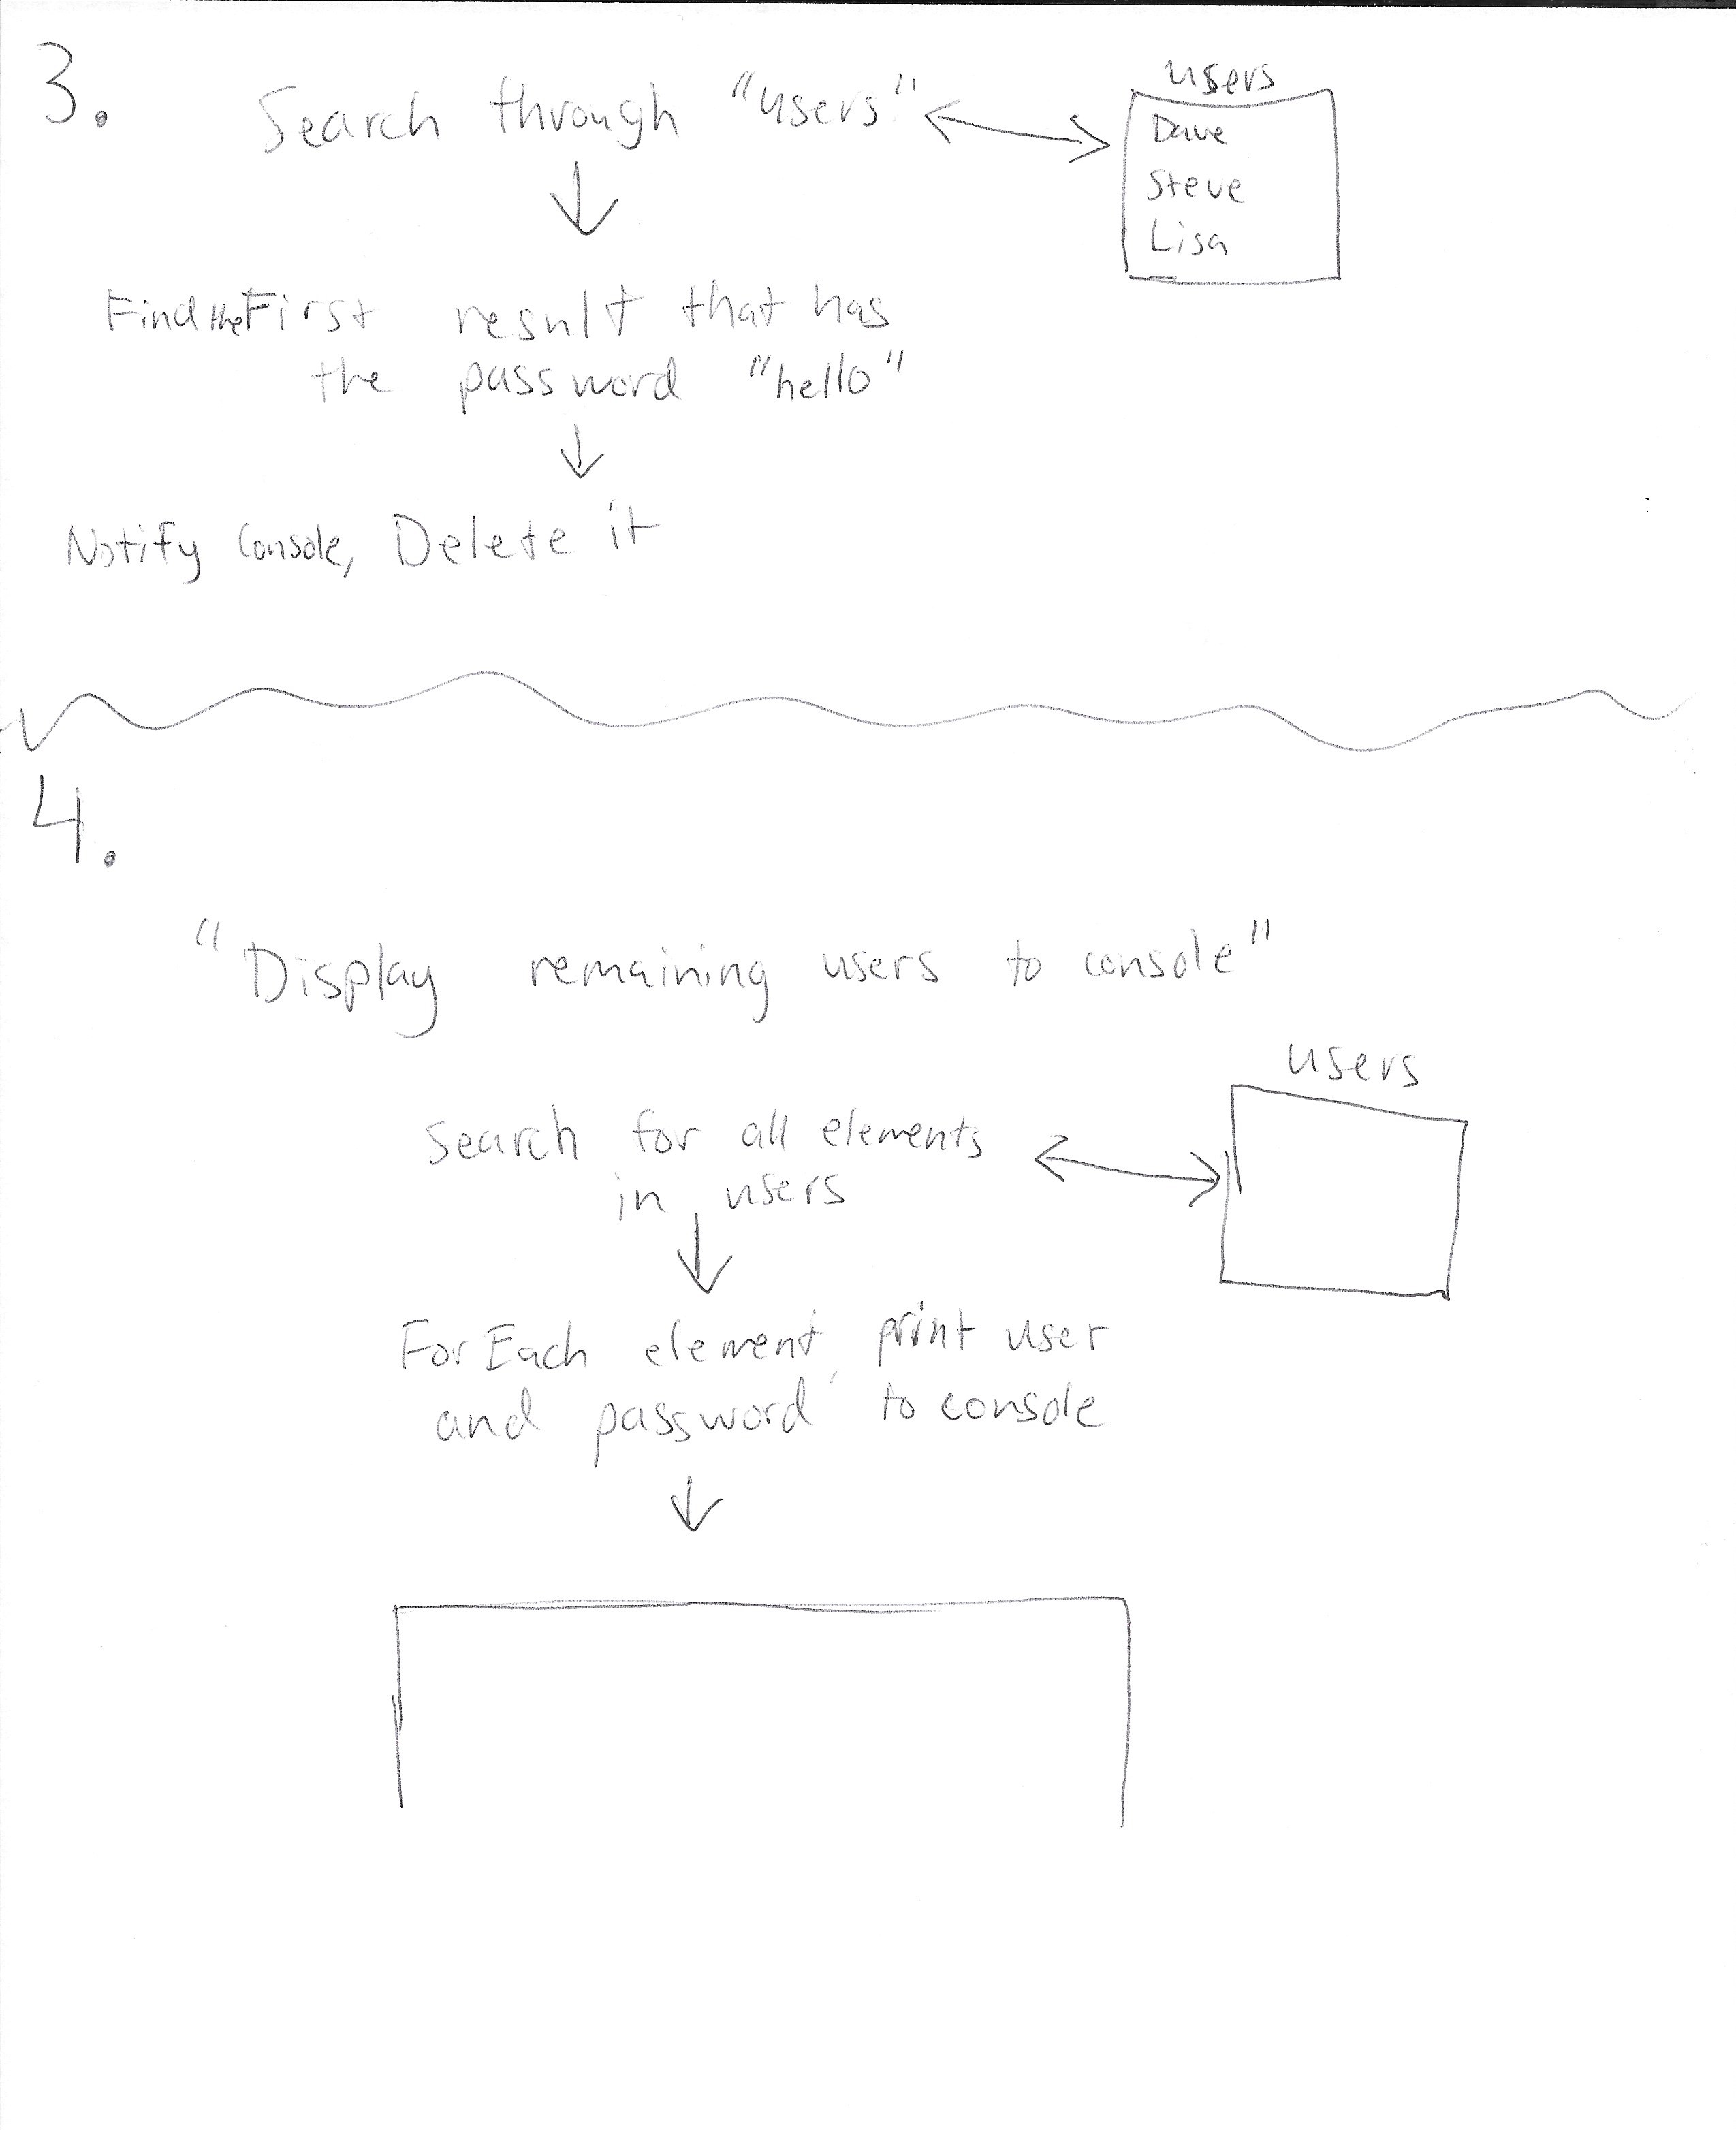 3.
Search through "users"
users
Dave
Steve
Lisa
Find the First result that has
the password "hello"
Notify Console, Delete it
4.
"Display remaining users to console"
users
Search for all elements
in users
For Each element, print user
and password to console